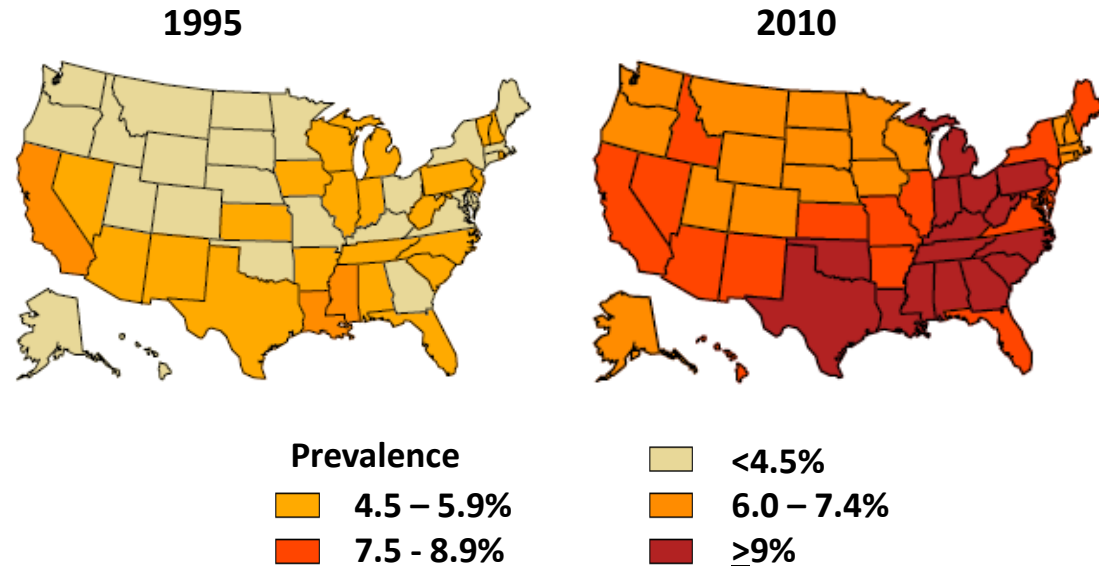 1995
2010
Prevalence
<4.5%
4.5 – 5.9%
6.0 – 7.4%
7.5 - 8.9%
≥9%